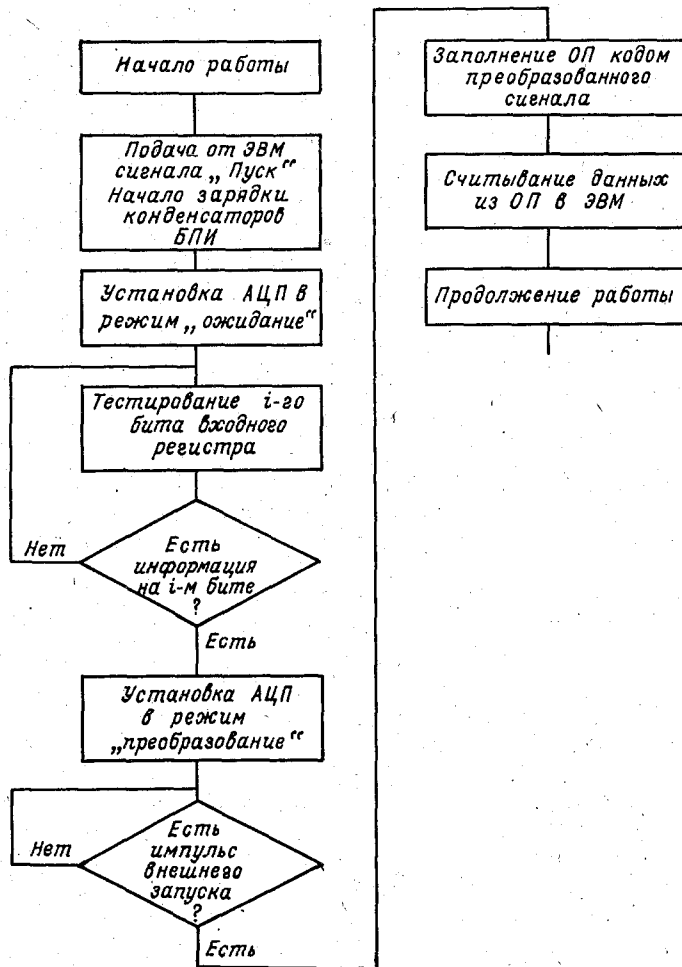 Начало работы
Подача от ЭВМ
сигнала „Пуск“
Начало зарядки
конденсаторов
БПИ
Установка АЦП в
режим „ожидание“
Тестирование i-го
бита входного
регистра
Нет
Есть
информация
на i-м бите
?
Есть
Установка АЦП
в режим
„преобразование“
Нет
Есть
импульс
внешнего
запуска
?
Есть
Заполнение ОП кодом
преобразованного
сигнала
Считывание данных
из ОП в ЭВМ
Продолжение работы